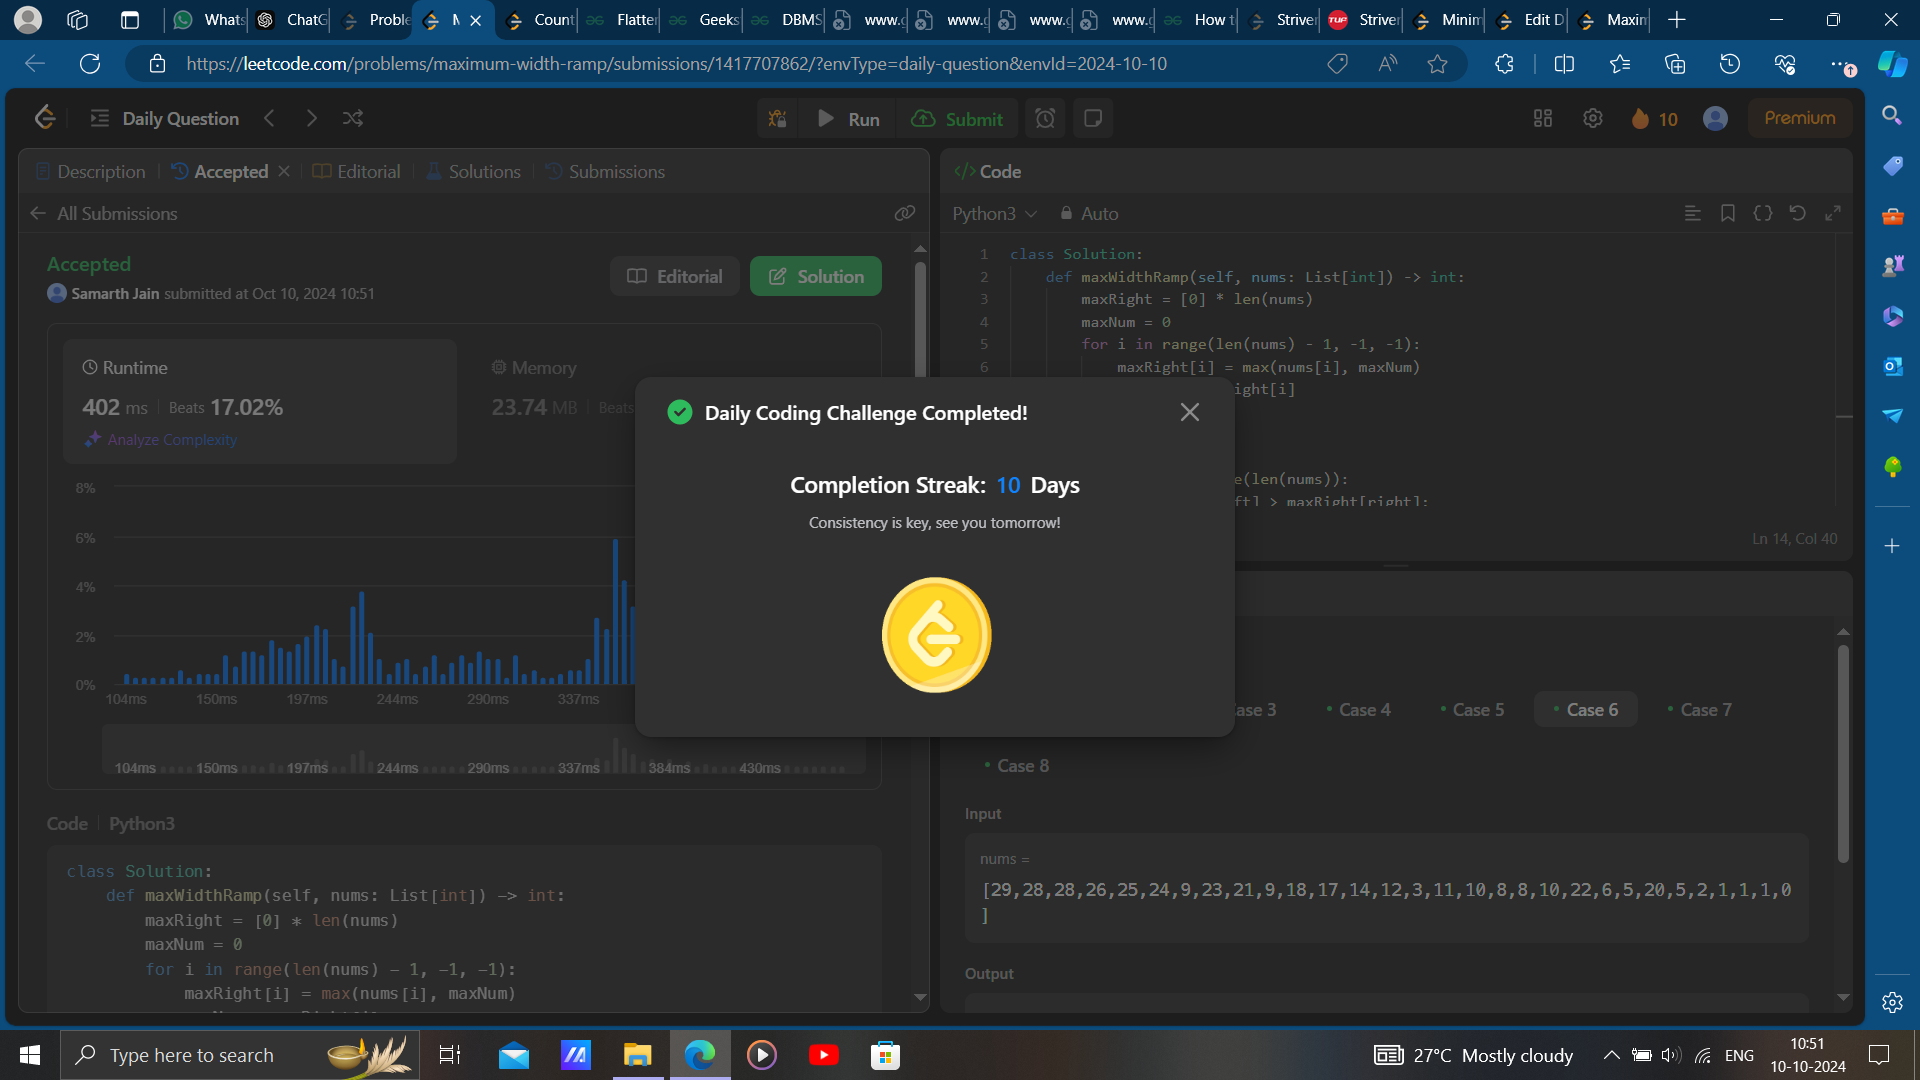 Whats
ChatG
Proble
Count
Flatter
Geeks
DBMS
www.g
www.
www.
www.g
How t
Striver
TUF
Striver
Minim
Edit D
Maxim
https://leetcode.com/problems/maximum-width-ramp/submissions/1417707862/?envType=daily-question&envId=2024-10-10
Daily Question
Run
Submit
10
Premium
Description
Accepted
Editorial
Solutions
Submissions
All Submissions
Accepted
Samarth Jain submitted at Oct 10, 2024 10:51
Editorial
Solution
Runtime
402 ms Beats 17.02%
Analyze Complexity
Memory
23.74 MB Beats
8%
6%
4%
2%
0%
104ms 150ms 197ms 244ms 290ms 337ms
104ms 150ms 197ms 244ms 290ms 337ms 384ms 430ms
Code Python3
class Solution:
def maxWidthRamp(self, nums: List[int]) -> int:
maxRight = [0] * len(nums)
maxNum = 0
for i in range(len(nums) - 1, -1, -1):
maxRight[i] = max(nums[i], maxNum)
Daily Coding Challenge Completed!
Completion Streak: 10 Days
Consistency is key, see you tomorrow!
Code
Python3
Auto
1 class Solution:
2 def maxWidthRamp(self, nums: List[int]) -> int:
3 maxRight = [0] * len(nums)
4 maxNum = 0
5 for i in range(len(nums) - 1, -1, -1):
6 maxRight[i] = max(nums[i], maxNum)
ight[i]
e(len(nums)):
ft] > maxRight[right]:
Ln 14, Col 40
ase 3
Case 4
Case 5
Case 6
Case 7
Case 8
Input
nums =
[29,28,28,26,25,24,9,23,21,9,18,17,14,12,3,11,10,8,8,10,22,6,5,20,5,2,1,1,1,0
]
Output
Type here to search
27°C Mostly cloudy
ENG
10:51
10-10-2024